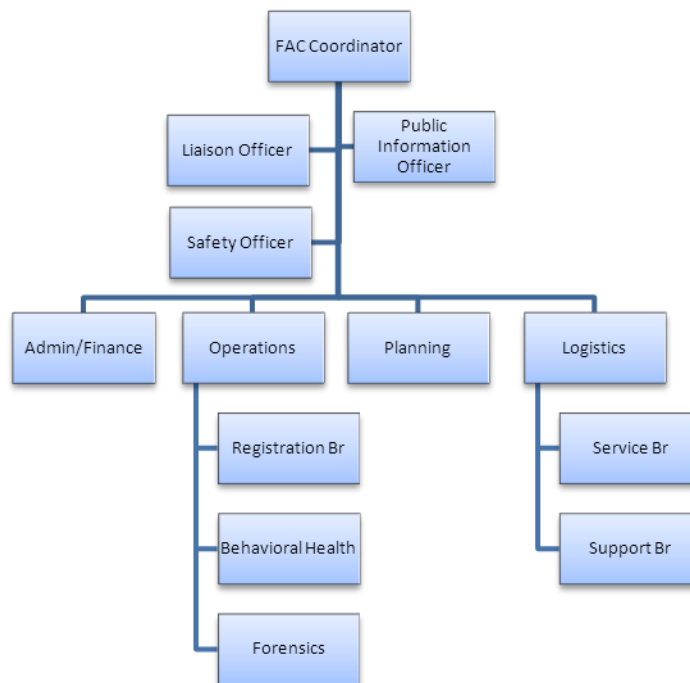 FAC Coordinator
Liaison Officer
Public
Information
Officer
Safety Officer
Admin/Finance
Operations
Planning
Logistics
Registration Br
Service Br
Behavioral Health
Support Br
Forensics